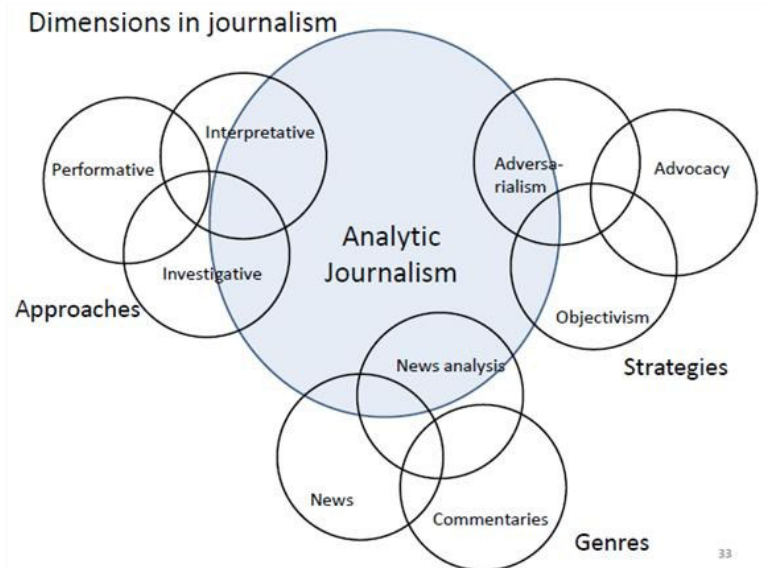 Dimensions in journalism
Interpretative
Performative
Investigative
Approaches
Analytic
Journalism
Adversa-
rialism
Advocacy
Objectivism
Strategies
News analysis
News
Commentaries
Genres
33